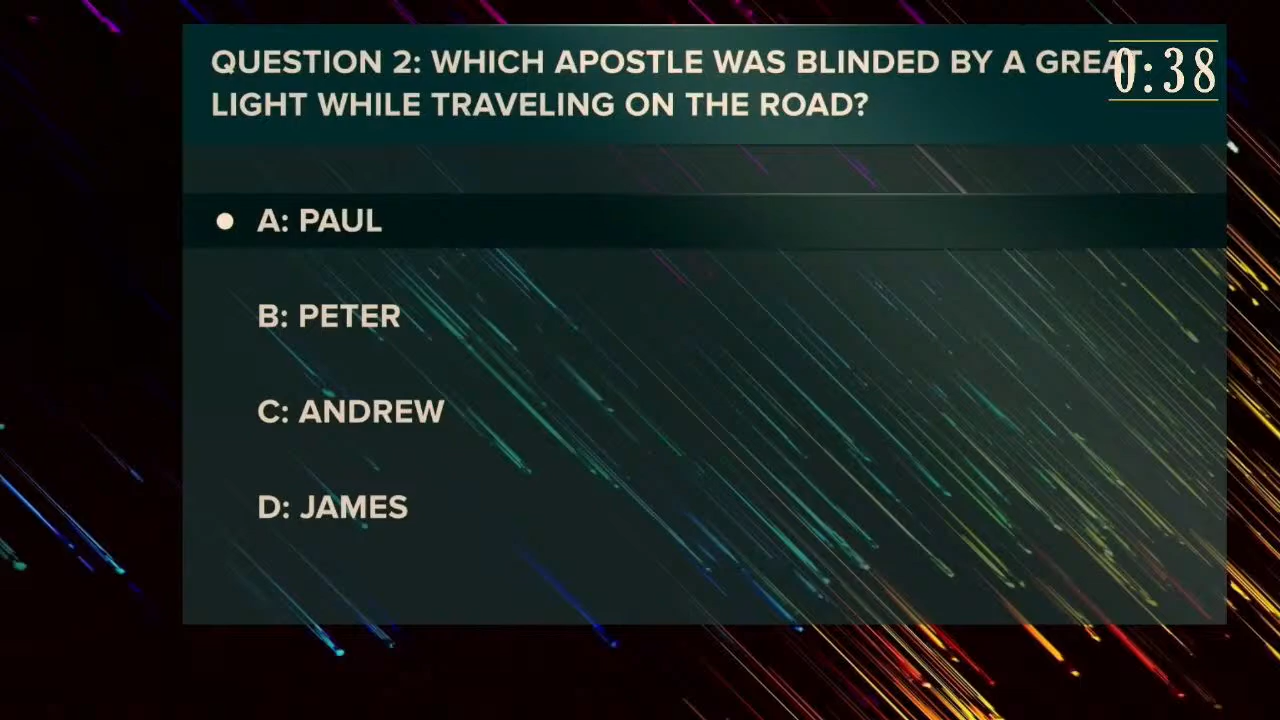 QUESTION 2: WHICH APOSTLE WAS BLINDED BY A GREAT
0:38
LIGHT WHILE TRAVELING ON THE ROAD?
A: PAUL
B: PETER
C: ANDREW
D: JAMES